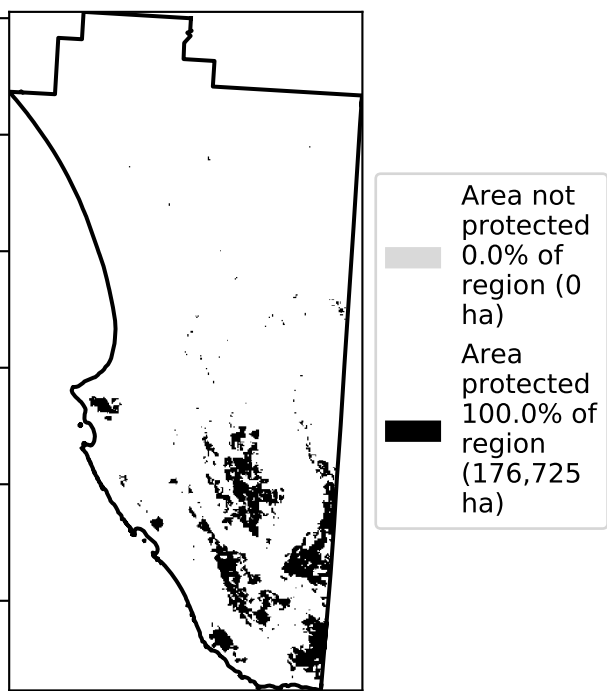 Area not
protected
0.0% of
region (0
ha)
Area
protected
100.0% of
region
(176,725
ha)